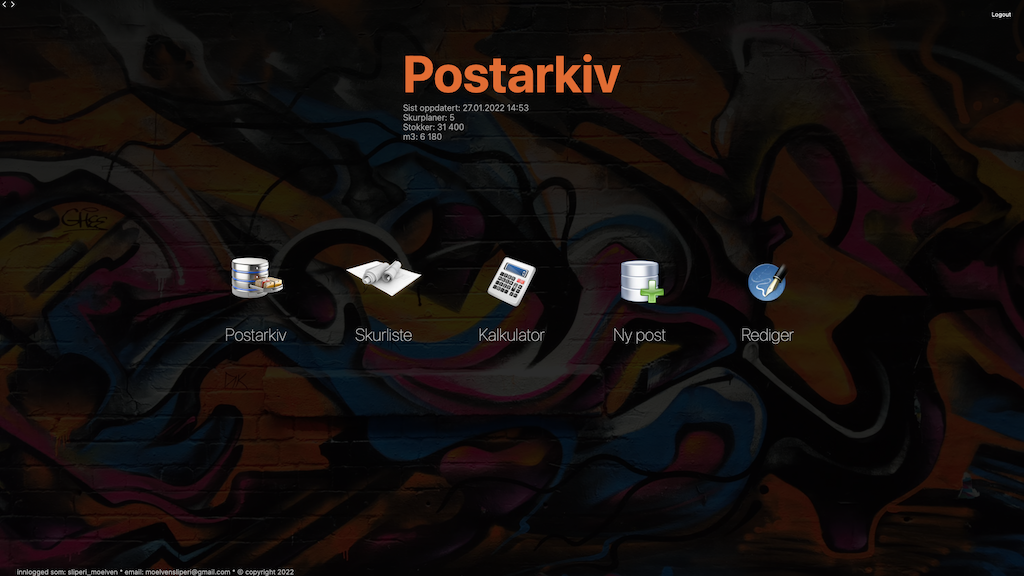 Logout
Postarkiv
Sist oppdatert: 27.01.2022 14:53
Skurplaner: 5
Stokker: 31 400
m3: 6 180
Postarkiv
Skurliste
Kalkulator
Ny post
Rediger
innlogged som: sliperi_moelven * email: moelvensliperi@gmail.com * © copyright 2022